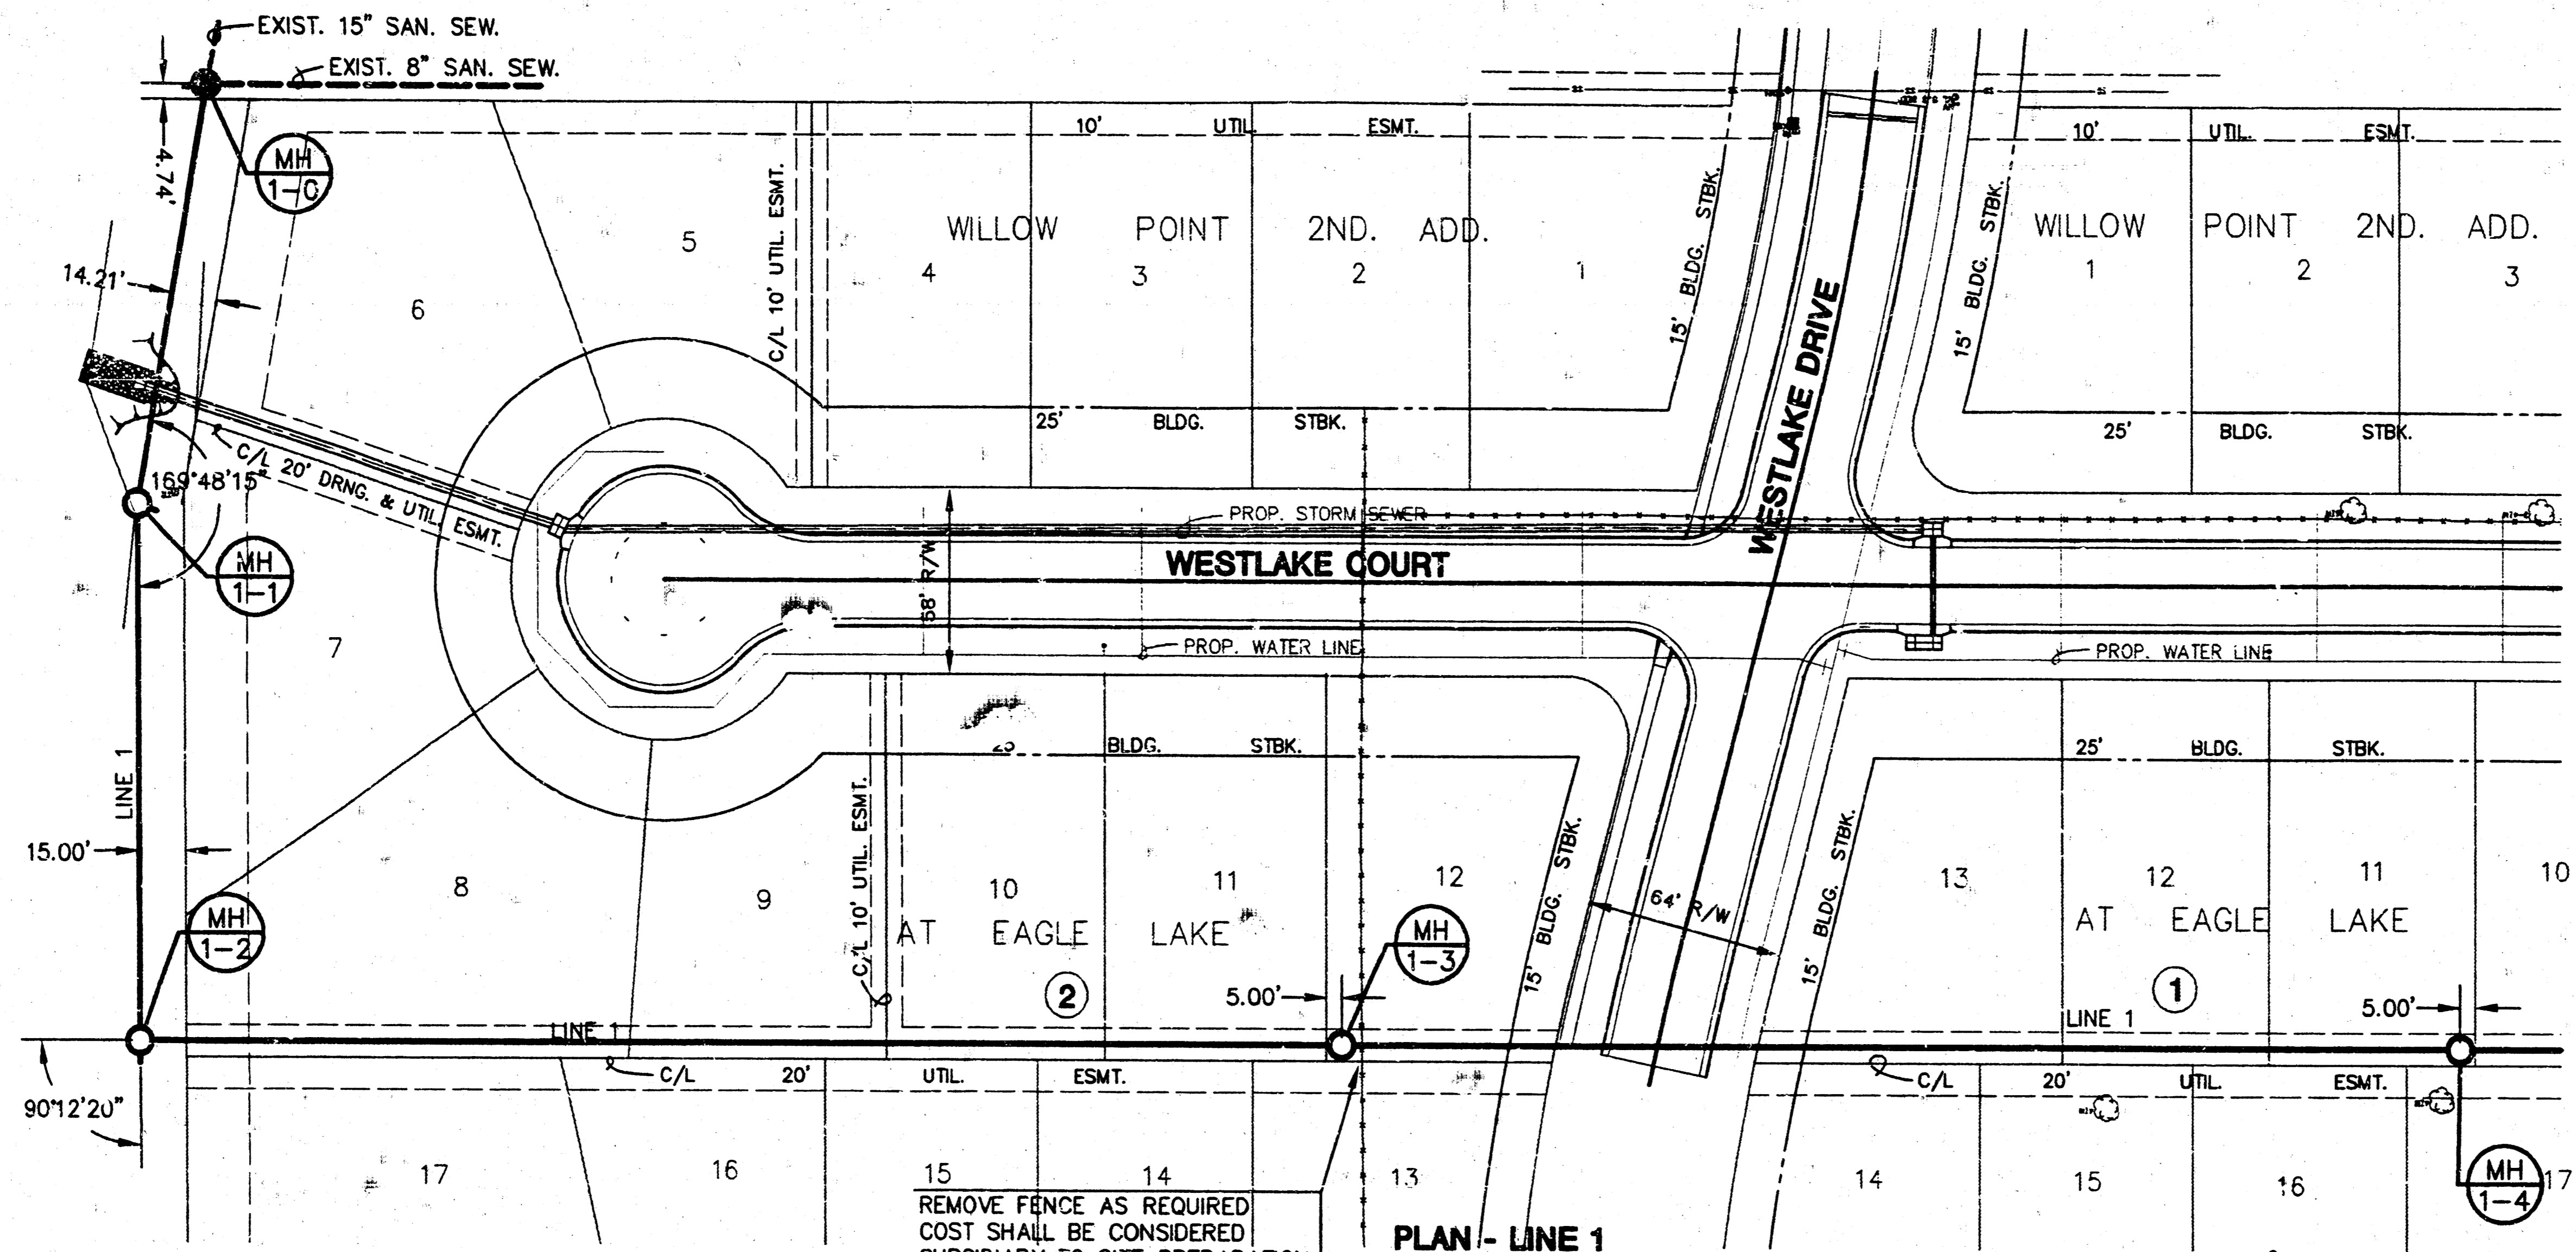 EXIST. 15" SAN. SEW.
EXIST. 8" SAN. SEW.
4.74'
MH
1-0
14.21'
169°48'15"
C/L 20' DRNG. & UTIL. ESMT.
MH
1-1
LINE 1
15.00'
MH
1-2
90°12'20"
5
6
7
8
9
C/L 10' UTIL. ESMT.
10' UTIL. ESMT.
WILLOW POINT 2ND. ADD.
4 3 2 1
25' BLDG. STBK.
15' BLDG. STBK.
WESTLAKE DRIVE
15' BLDG. STBK.
10' UTIL. ESMT.
WILLOW POINT 2ND. ADD.
1 2 3
25' BLDG. STBK.
PROP. STORM SEWER
WESTLAKE COURT
58' R/W
PROP. WATER LINE
PROP. WATER LINE
BLDG. STBK.
C/L 10' UTIL. ESMT.
10 11 12
AT EAGLE LAKE
2
5.00'
MH
1-3
15' BLDG. STBK.
64' R/W
15' BLDG. STBK.
25' BLDG. STBK.
13 12 11 10
AT EAGLE LAKE
1
LINE 1
5.00'
MH
1-4
LINE 1
C/L 20' UTIL. ESMT.
C/L 20' UTIL. ESMT.
17 16 15 14 13
14 15 16 17
REMOVE FENCE AS REQUIRED
COST SHALL BE CONSIDERED
SUBSIDIARY TO SITE PREPARATION
PLAN - LINE 1